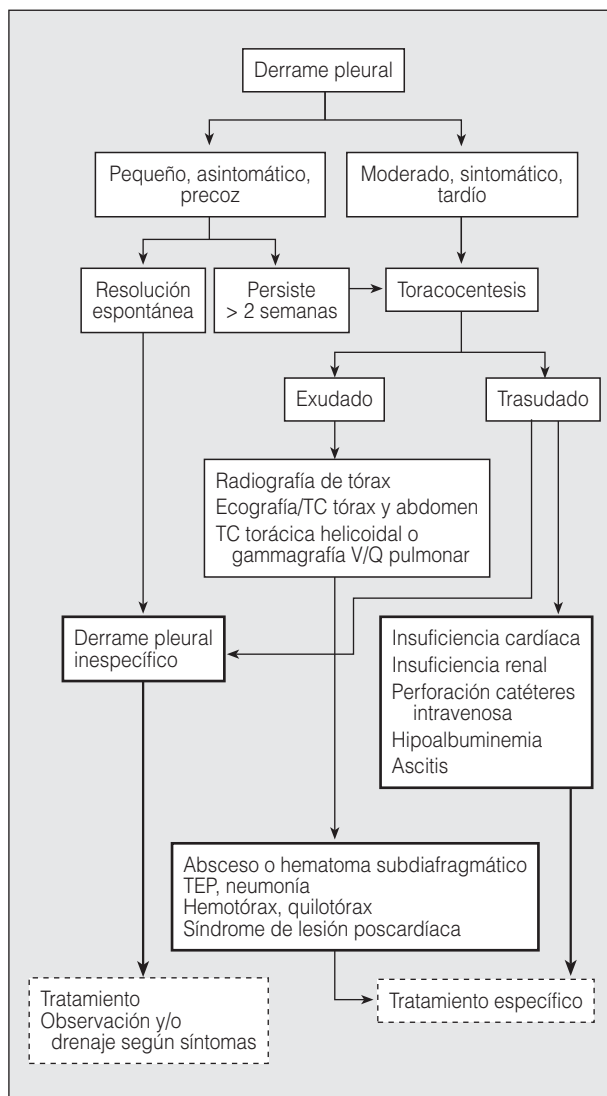 Derrame pleural
Pequeño, asintomático,
precoz
Moderado, sintomático,
tardío
Resolución
espontánea
Persiste
> 2 semanas
Toracocentesis
Exudado
Trasudado
Radiografía de tórax
Ecografía/TC tórax y abdomen
TC torácica helicoidal o
gammagrafía V/Q pulmonar
Derrame pleural
inespecífico
Insuficiencia cardíaca
Insuficiencia renal
Perforación catéteres
intravenosa
Hipoalbuminemia
Ascitis
Absceso o hematoma subdiafragmático
TEP, neumonía
Hemotórax, quilotórax
Síndrome de lesión poscardíaca
Tratamiento
Observación y/o
drenaje según síntomas
Tratamiento específico